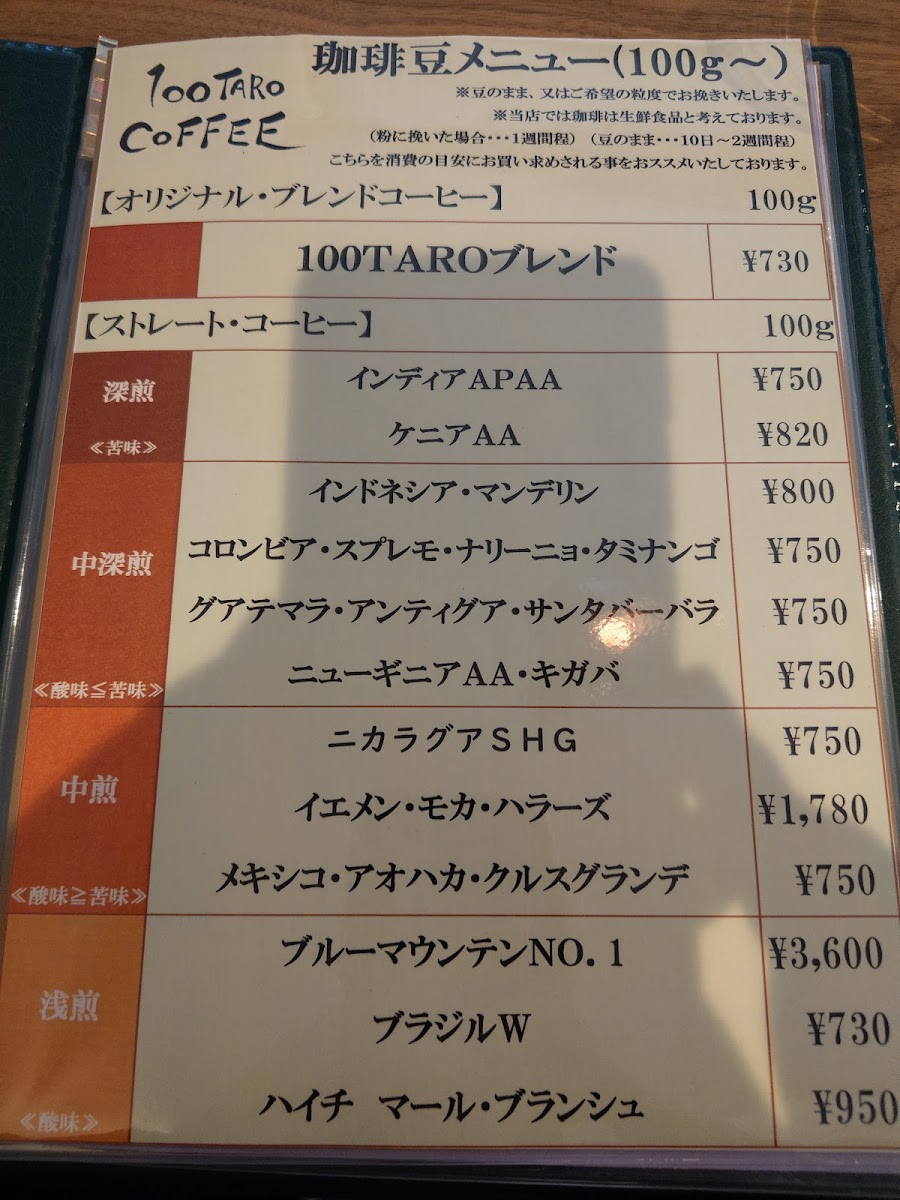 100TARO
COFFEE
珈琲豆メニュー(100g～)
※豆のまま、又はご希望の粒度でお挽きいたします。
※当店では珈琲は生鮮食品と考えております。
(粉に挽いた場合・・・1週間程) (豆のまま・・・10日～2週間程)
こちらを消費の目安にお買い求めされる事をおススメいたしております。
【オリジナル・ブレンドコーヒー】 100g
100TAROブレンド ¥730
【ストレート・コーヒー】 100g
深煎
≪苦味≫
インディアAPAA ¥750
ケニアAA ¥820
中深煎
≪酸味≦苦味≫
インドネシア・マンデリン ¥800
コロンビア・スプレモ・ナリーニョ・タミナンゴ ¥750
グアテマラ・アンティグア・サンタバーバラ ¥750
ニューギニアAA・キガバ ¥750
中煎
≪酸味≧苦味≫
ニカラグアSHG ¥750
イエメン・モカ・ハラーズ ¥1,780
メキシコ・アオハカ・クルスグランデ ¥750
浅煎
≪酸味≫
ブルーマウンテンNO.1 ¥3,600
ブラジルW ¥730
ハイチ マール・ブランシュ ¥950